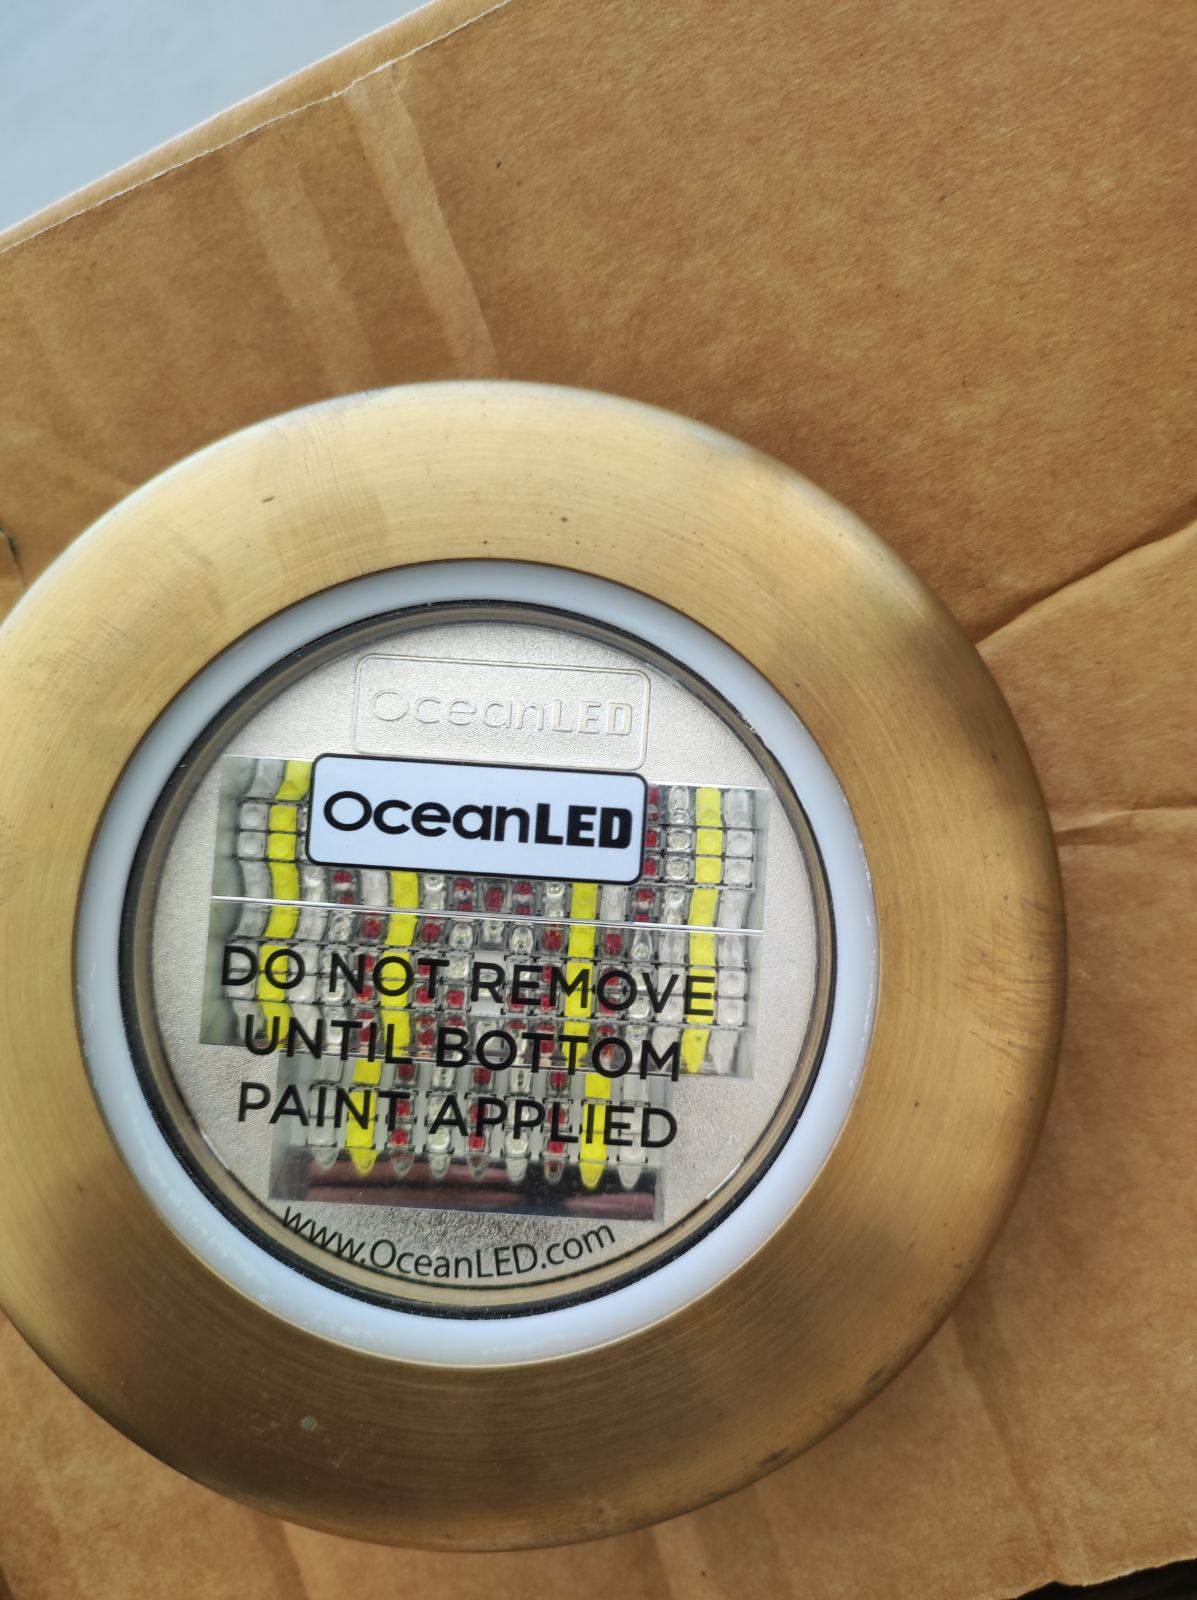 OceanLED
OceanLED
DO NOT REMOVE
UNTIL BOTTOM
PAINT APPLIED
www.OceanLED.com